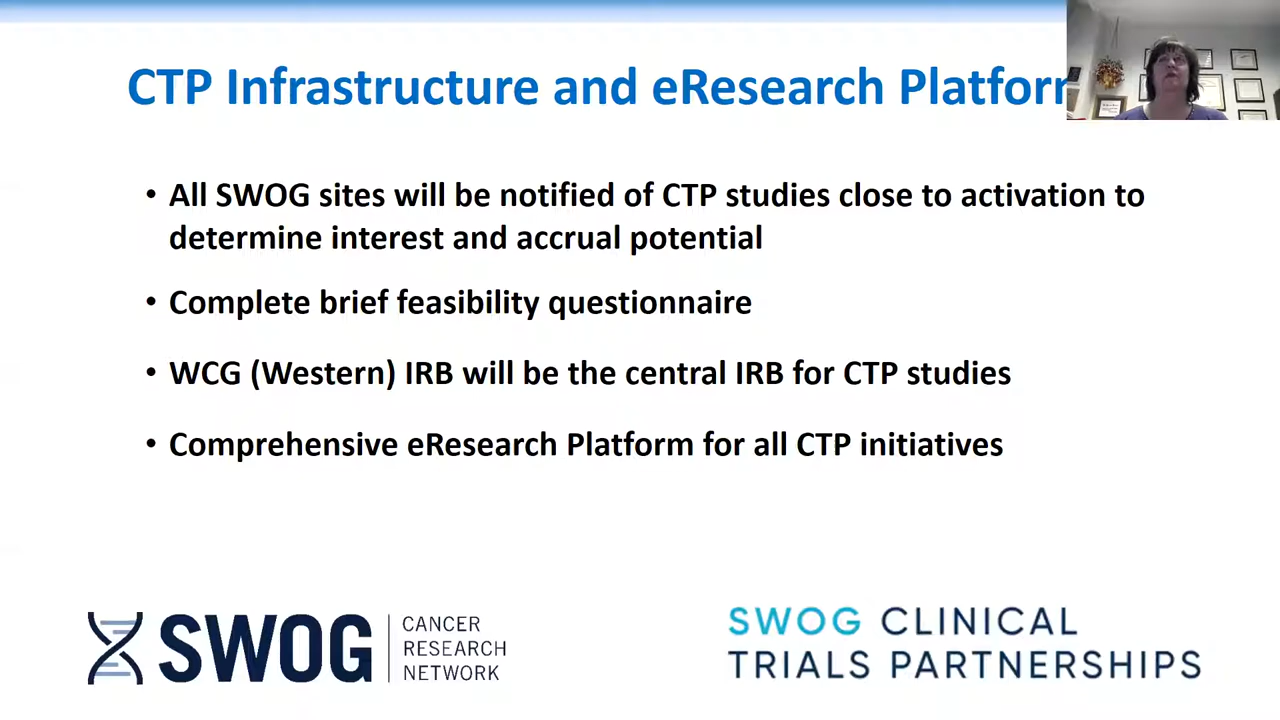 CTP Infrastructure and eResearch Platfor
• All SWOG sites will be notified of CTP studies close to activation to
determine interest and accrual potential
• Complete brief feasibility questionnaire
• WCG (Western) IRB will be the central IRB for CTP studies
• Comprehensive eResearch Platform for all CTP initiatives
SWOG
CANCER
RESEARCH
NETWORK
SWOG CLINICAL
TRIALS PARTNERSHIPS